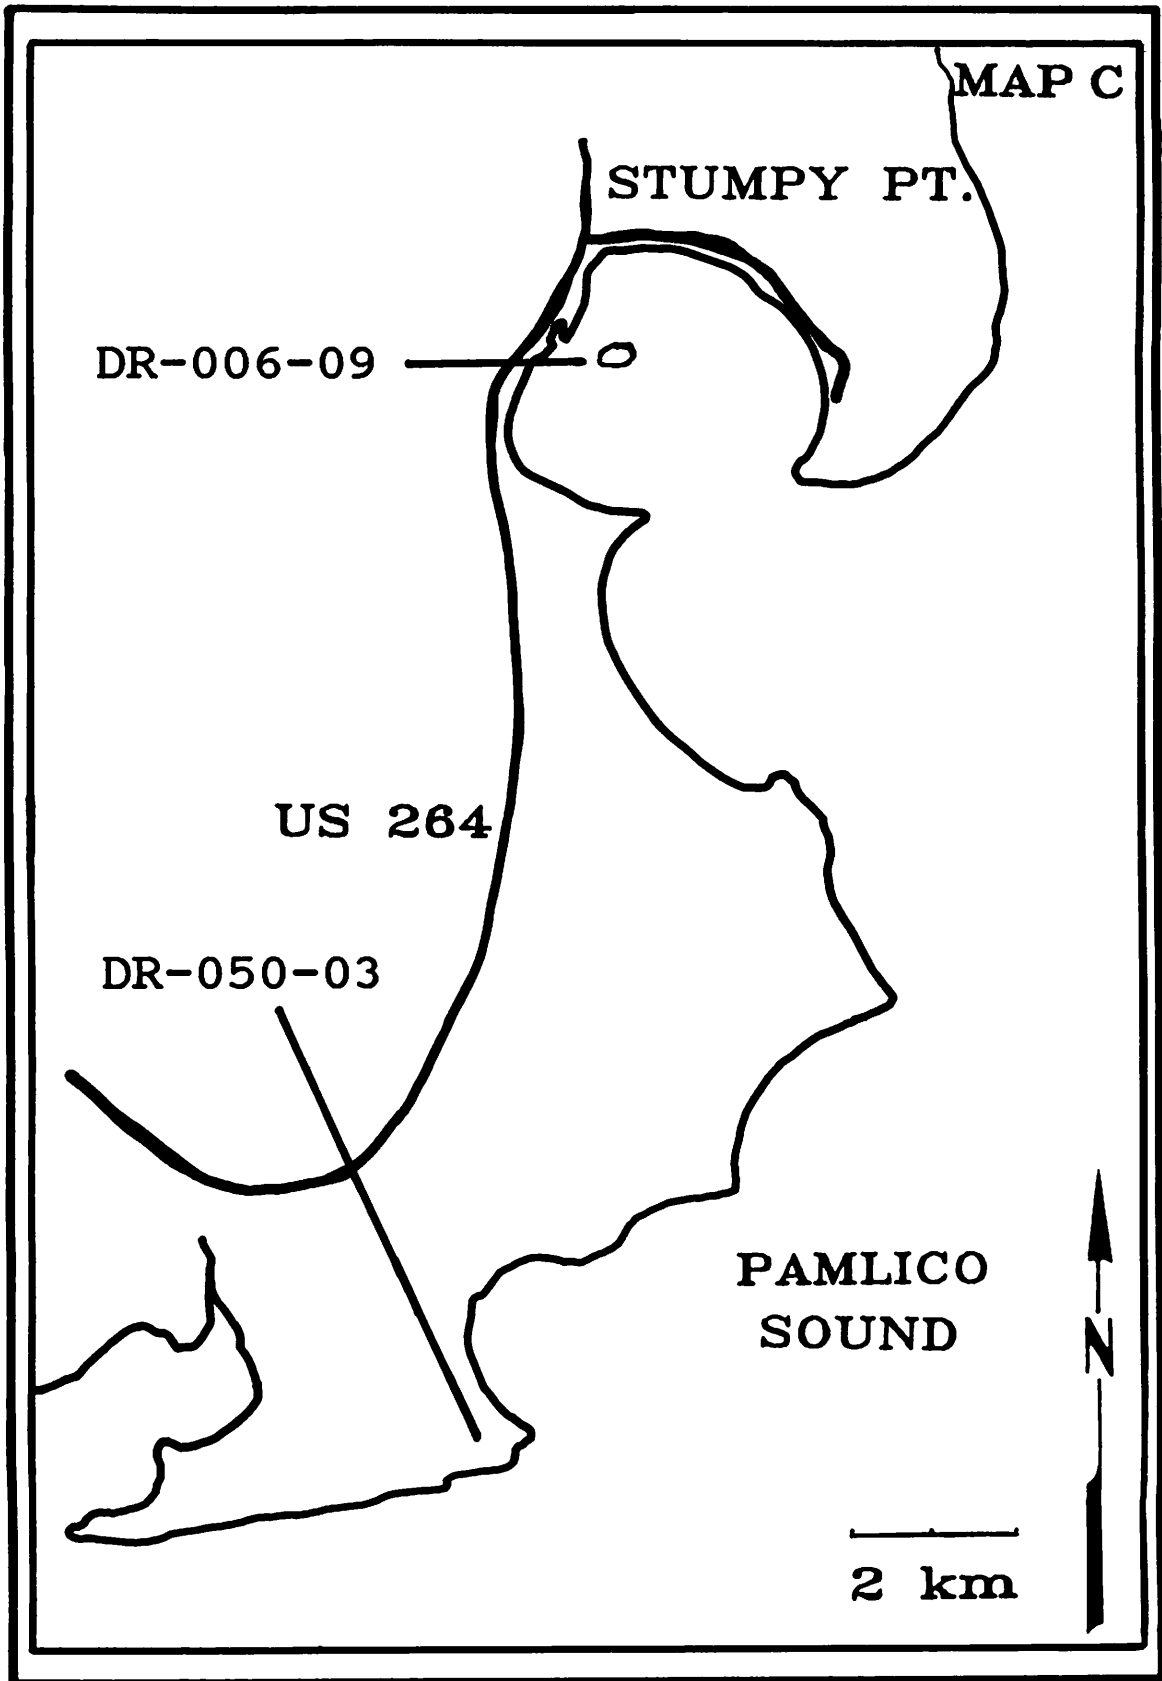 MAP C
STUMPY PT.
DR-006-09
US 264
DR-050-03
PAMLICO
SOUND
N
2 km